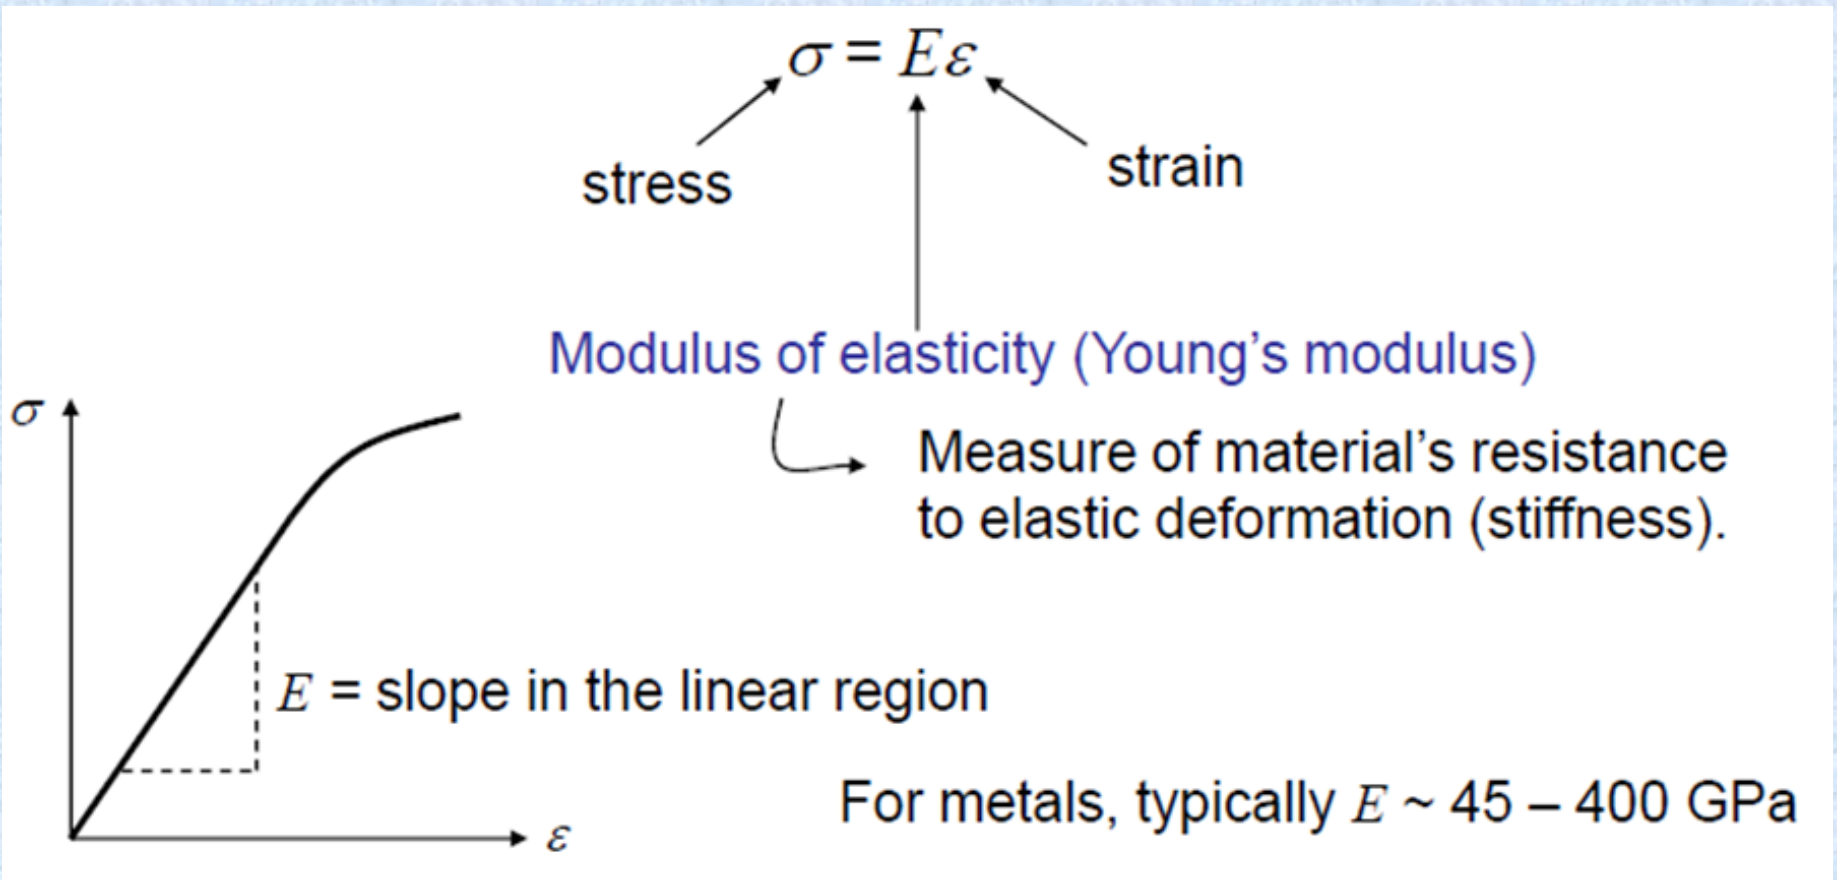 σ = Eε
stress
strain
Modulus of elasticity (Young's modulus)
σ
Measure of material's resistance
to elastic deformation (stiffness).
E = slope in the linear region
For metals, typically E ~ 45 – 400 GPa
ε